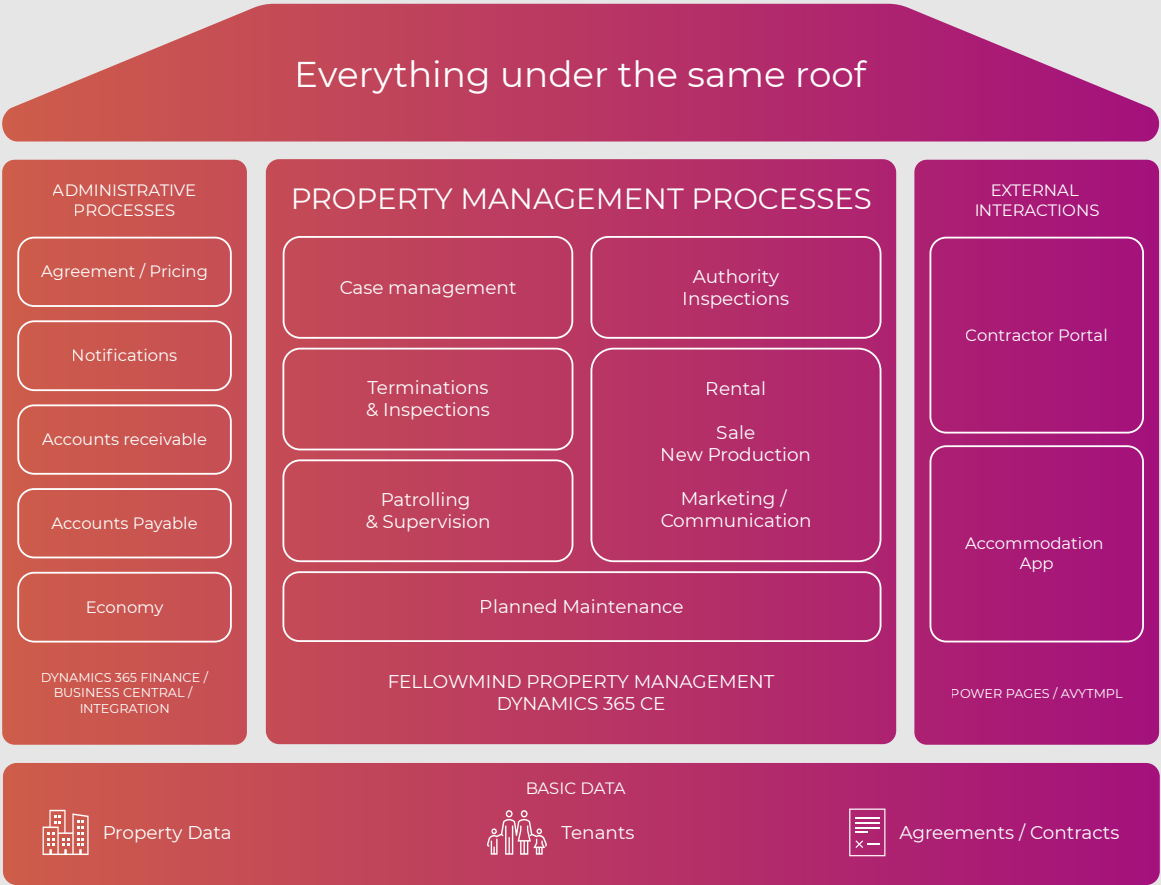 Everything under the same roof
ADMINISTRATIVE
PROCESSES
Agreement / Pricing
Notifications
Accounts receivable
Accounts Payable
Economy
DYNAMICS 365 FINANCE /
BUSINESS CENTRAL /
INTEGRATION
PROPERTY MANAGEMENT PROCESSES
Case management
Authority
Inspections
Terminations
& Inspections
Patrolling
& Supervision
Rental
Sale
New Production
Marketing /
Communication
Planned Maintenance
FELLOWMIND PROPERTY MANAGEMENT
DYNAMICS 365 CE
EXTERNAL
INTERACTIONS
Contractor Portal
Accommodation
App
POWER PAGES / AVYTMPL
BASIC DATA
Property Data
Tenants
Agreements / Contracts